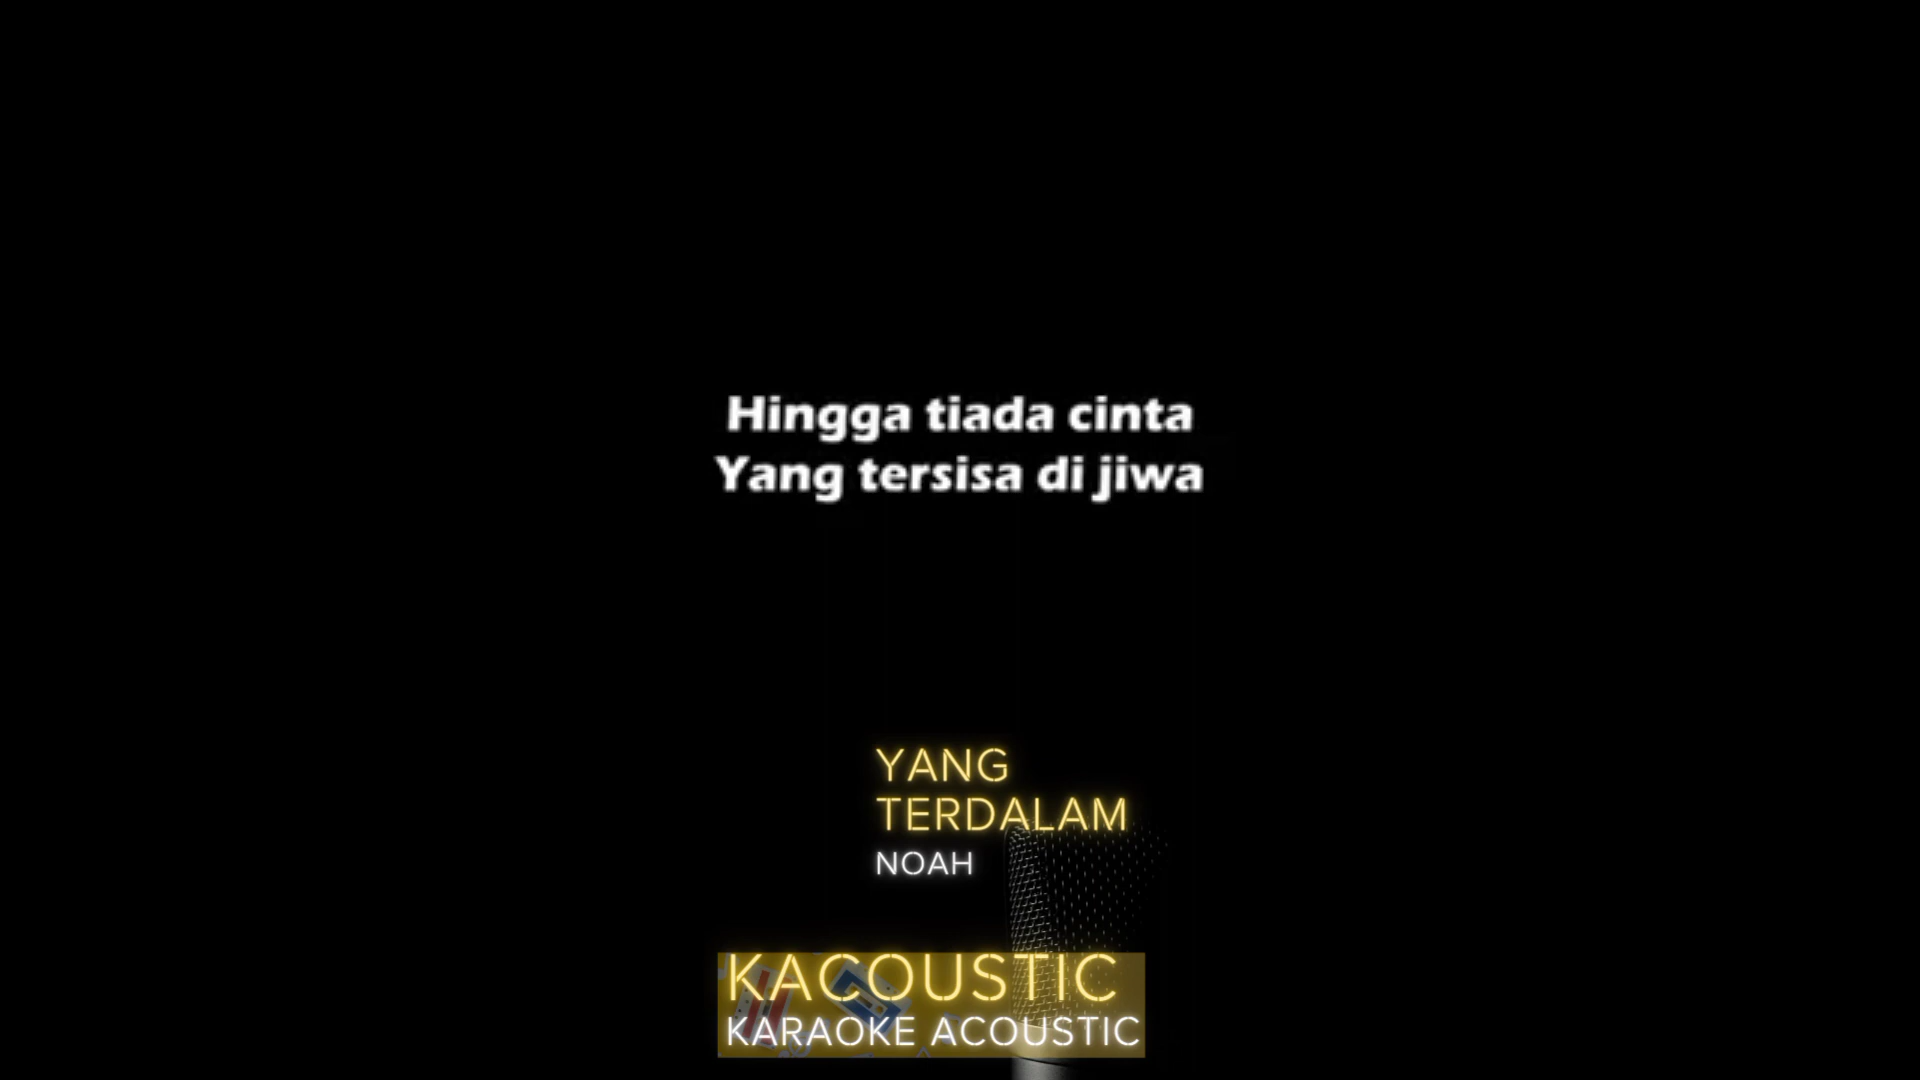 Hingga tiada cinta
Yang tersisa di jiwa
YANG
TERDALAM
NOAH
KACOUSTIC
KARAOKE ACOUSTIC